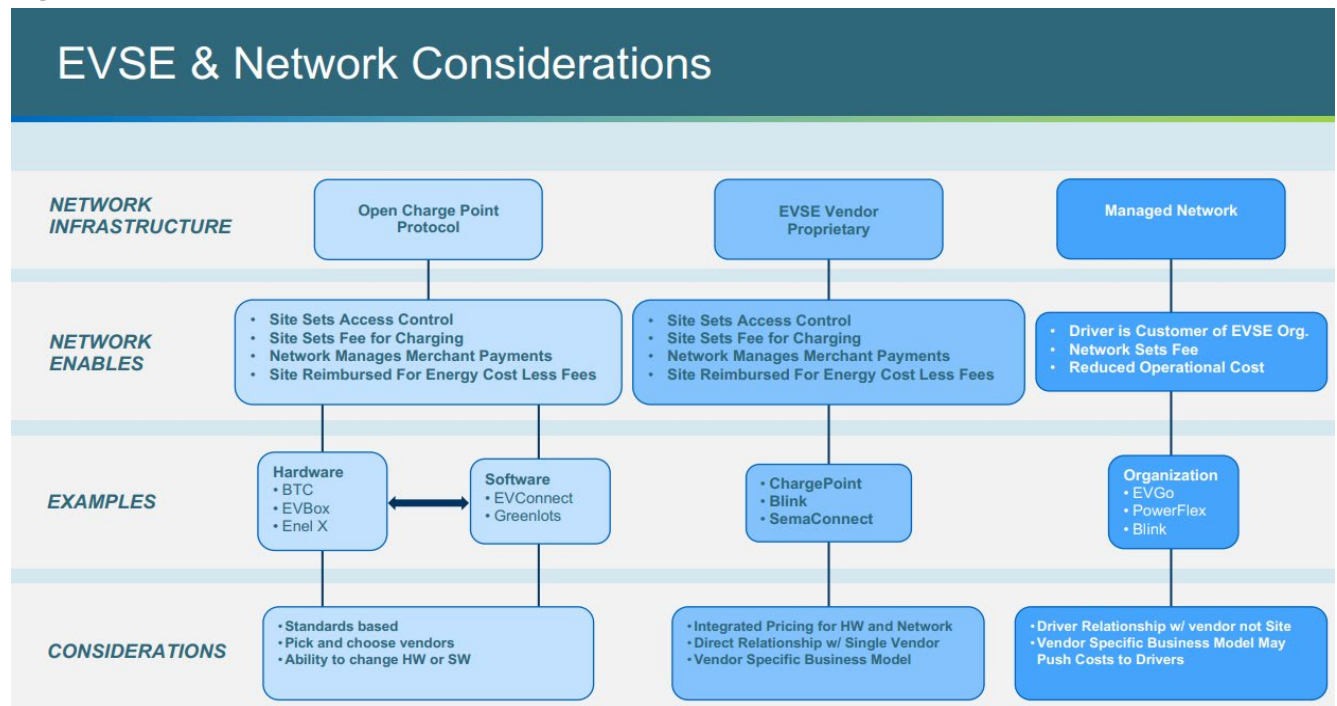 EVSE & Network Considerations
NETWORK
INFRASTRUCTURE
Open Charge Point
Protocol
EVSE Vendor
Proprietary
Managed Network
NETWORK
ENABLES
• Site Sets Access Control
• Site Sets Fee for Charging
• Network Manages Merchant Payments
• Site Reimbursed For Energy Cost Less Fees
• Site Sets Access Control
• Site Sets Fee for Charging
• Network Manages Merchant Payments
• Site Reimbursed For Energy Cost Less Fees
• Driver is Customer of EVSE Org.
• Network Sets Fee
• Reduced Operational Cost
EXAMPLES
Hardware
• BTC
• EVBox
• Enel X
Software
• EVConnect
• Greenlots
• ChargePoint
• Blink
• SemaConnect
Organization
• EVGo
• PowerFlex
• Blink
CONSIDERATIONS
• Standards based
• Pick and choose vendors
• Ability to change HW or SW
• Integrated Pricing for HW and Network
• Direct Relationship w/ Single Vendor
• Vendor Specific Business Model
• Driver Relationship w/ vendor not Site
• Vendor Specific Business Model May
Push Costs to Drivers